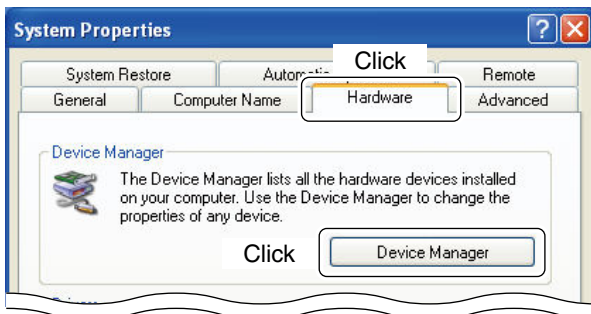 System Properties
Click
System Restore
Remote
General
Computer Name
Hardware
Advanced
Device Manager
The Device Manager lists all the hardware devices installed
on your computer. Use the Device Manager to change the
properties of any device.
Click
Device Manager